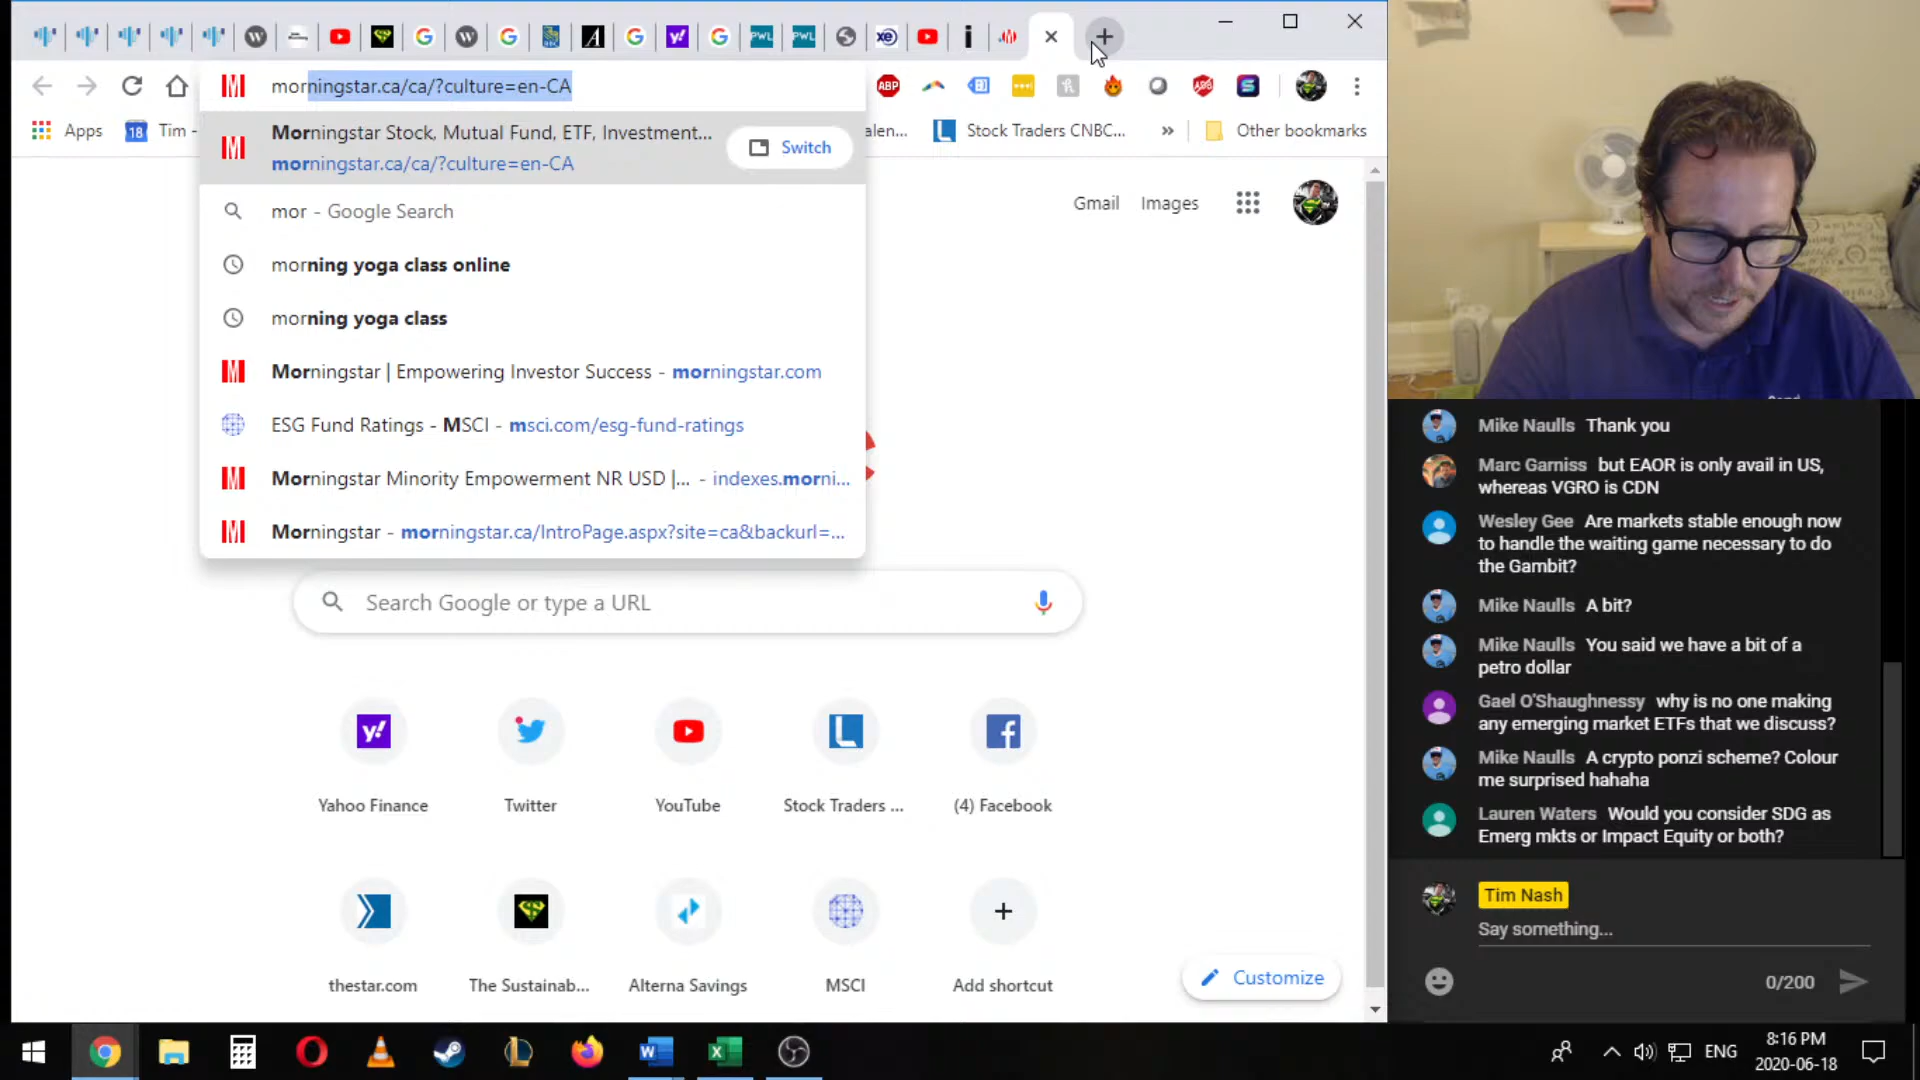 W
W
PWL
PWL
xe
i
morningstar.ca/ca/?culture=en-CA
ABP
Apps
18
Tim -
alen...
Stock Traders CNBC...
»
Other bookmarks
Morningstar Stock, Mutual Fund, ETF, Investment...
morningstar.ca/ca/?culture=en-CA
Switch
mor - Google Search
morning yoga class online
morning yoga class
Morningstar | Empowering Investor Success - morningstar.com
ESG Fund Ratings - MSCI - msci.com/esg-fund-ratings
Morningstar Minority Empowerment NR USD |... - indexes.morni...
Morningstar - morningstar.ca/IntroPage.aspx?site=ca&backurl=...
Gmail
Images
Search Google or type a URL
Yahoo Finance
Twitter
YouTube
Stock Traders ...
(4) Facebook
thestar.com
The Sustainab...
Alterna Savings
MSCI
Add shortcut
Customize
Mike Naulls Thank you
Marc Garniss but EAOR is only avail in US,
whereas VGRO is CDN
Wesley Gee Are markets stable enough now
to handle the waiting game necessary to do
the Gambit?
Mike Naulls A bit?
Mike Naulls You said we have a bit of a
petro dollar
Gael O'Shaughnessy why is no one making
any emerging market ETFs that we discuss?
Mike Naulls A crypto ponzi scheme? Colour
me surprised hahaha
Lauren Waters Would you consider SDG as
Emerg mkts or Impact Equity or both?
Tim Nash
Say something...
0/200
ENG
8:16 PM
2020-06-18